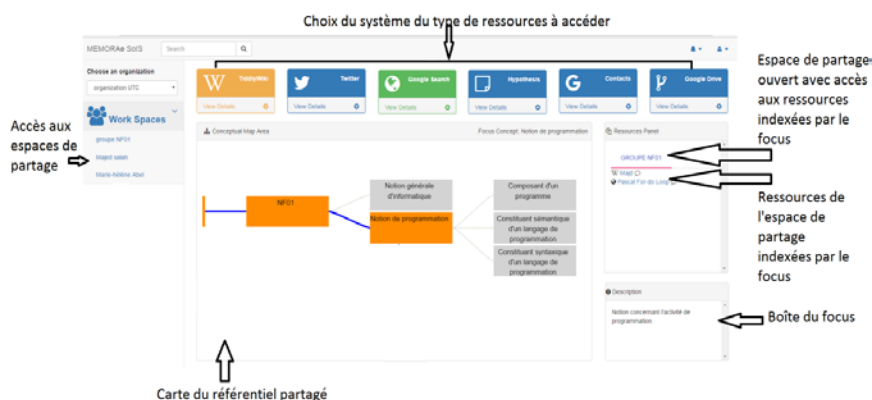 Choix du système du type de ressources à accéder
MEMORAe SoIS
Search
Choose an organization
organization UTC
Work Spaces
groupe NF01
Majed salah
Marie-Hélène Abel
Accès aux
espaces de
partage
TiddlyWiki
View Details
Twitter
View Details
Google Search
View Details
Hypothesis
View Details
Contacts
View Details
Google Drive
View Details
Conceptual Map Area
Focus Concept: Notion de programmation
NF01
Notion générale
d'informatique
Notion de programmation
Composant d'un
programme
Constituant sémantique
d'un langage de
programmation
Constituant syntaxique
d'un langage de
programmation
Resources Panel
GROUPE NF01
Description
Notion concernant l'activité de
programmation
Espace de partage
ouvert avec accès
aux ressources
indexées par le
focus
Ressources de
l'espace de
partage
indexées par le
focus
Boîte du focus
Carte du référentiel partagé